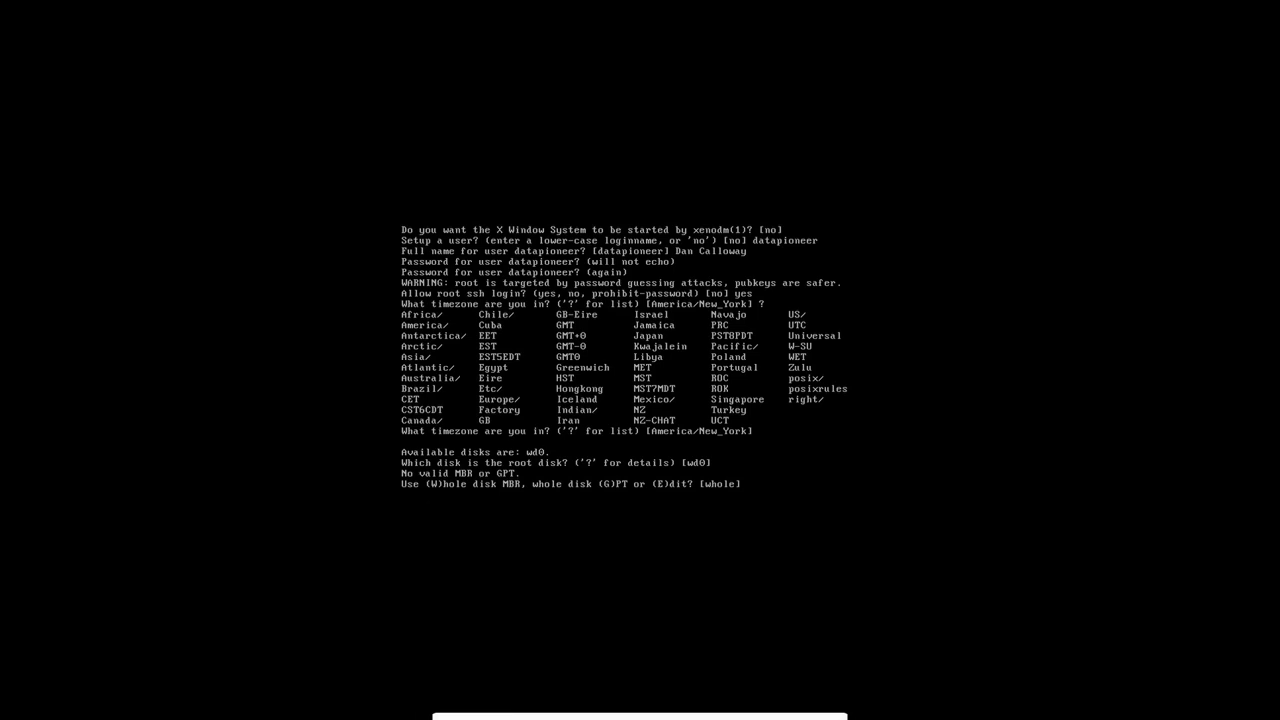 Do you want the X Window System to be started by xenodm(1)? [no]
Setup a user? (enter a lower-case loginname, or 'no') [no] datapioneer
Full name for user datapioneer? [datapioneer] Dan Calloway
Password for user datapioneer? (will not echo)
Password for user datapioneer? (again)
WARNING: root is targeted by password guessing attacks, pubkeys are safer.
Allow root ssh login? (yes, no, prohibit-password) [no] yes
What timezone are you in? ('?' for list) [America/New_York] ?
Africa/ Chile/ GB-Eire Israel Navajo US/
America/ Cuba GMT Jamaica PRC UTC
Antarctica/ EET GMT+0 Japan PST8PDT Universal
Arctic/ EST GMT-0 Kwajalein Pacific/ W-SU
Asia/ EST5EDT GMT0 Libya Poland WET
Atlantic/ Egypt Greenwich MET Portugal Zulu
Australia/ Eire HST MST ROC posix/
Brazil/ Etc/ Hongkong MST7MDT ROK posixrules
CET Europe/ Iceland Mexico/ Singapore right/
CST6CDT Factory Indian/ NZ Turkey
Canada/ GB Iran NZ-CHAT UCT
What timezone are you in? ('?' for list) [America/New_York]
Available disks are: wd0.
Which disk is the root disk? ('?' for details) [wd0]
No valid MBR or GPT.
Use (W)hole disk MBR, whole disk (G)PT or (E)dit? [whole]